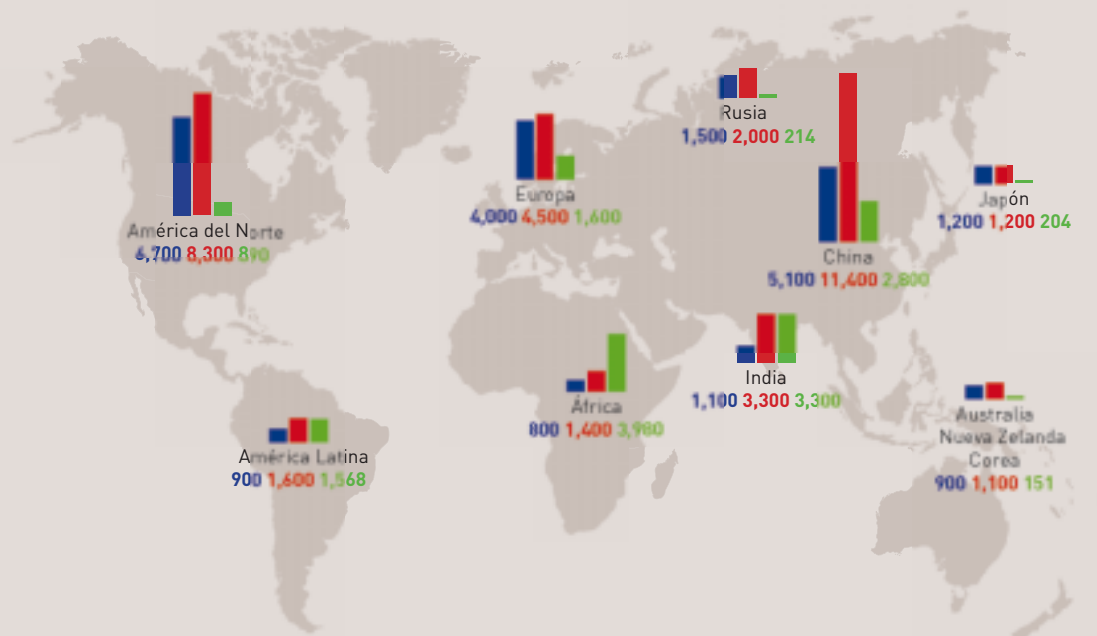 Rusia
1,500 2,000 214
Europa
4,000 4,500 1,600
Japón
1,200 1,200 204
América del Norte
6,700 8,300 890
China
5,100 11,400 2,800
India
1,100 3,300 3,300
África
800 1,400 3,980
Australia
Nueva Zelanda
Corea
900 1,100 151
América Latina
900 1,600 1,568